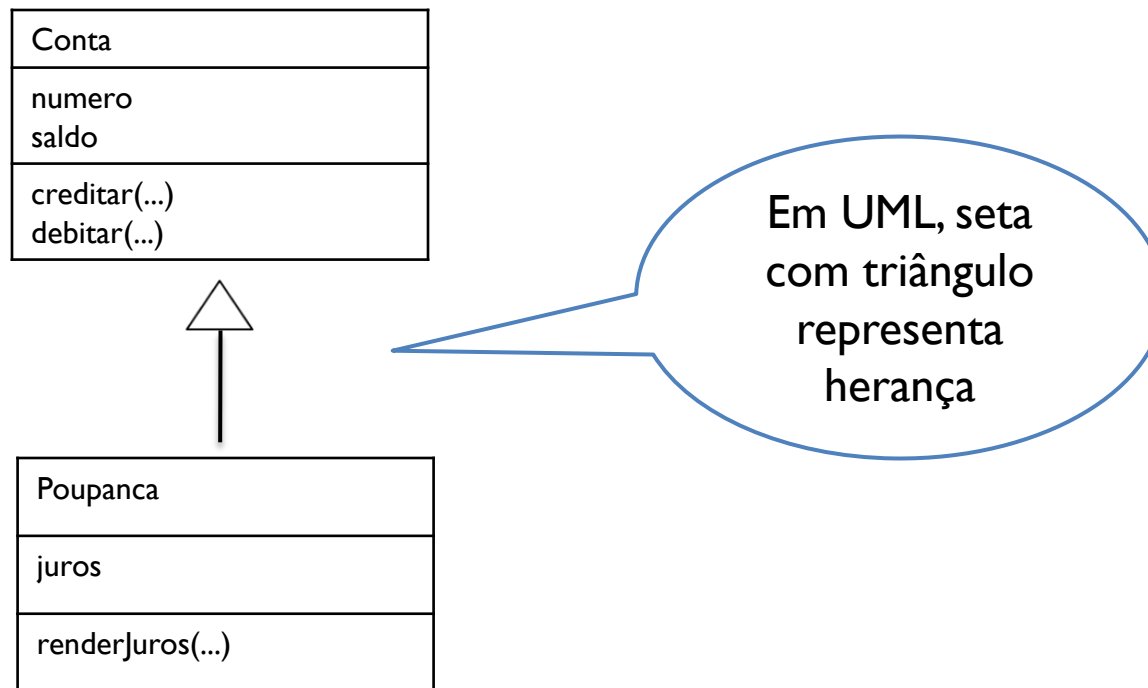 Conta
numero
saldo
creditar(...)
debitar(...)
Em UML, seta
com triângulo
representa
herança
Poupanca
juros
renderJuros(...)